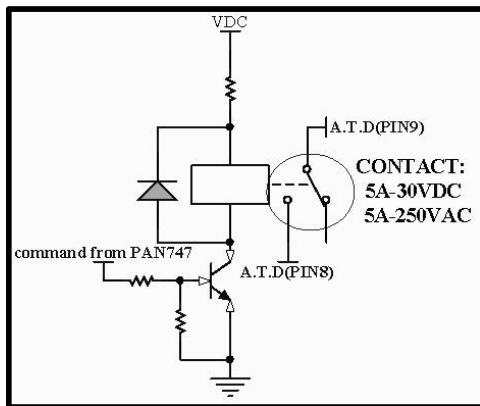 VDC
A.T.D(PIN9)
CONTACT:
5A-30VDC
5A-250VAC
command from PAN747
A.T.D(PIN8)